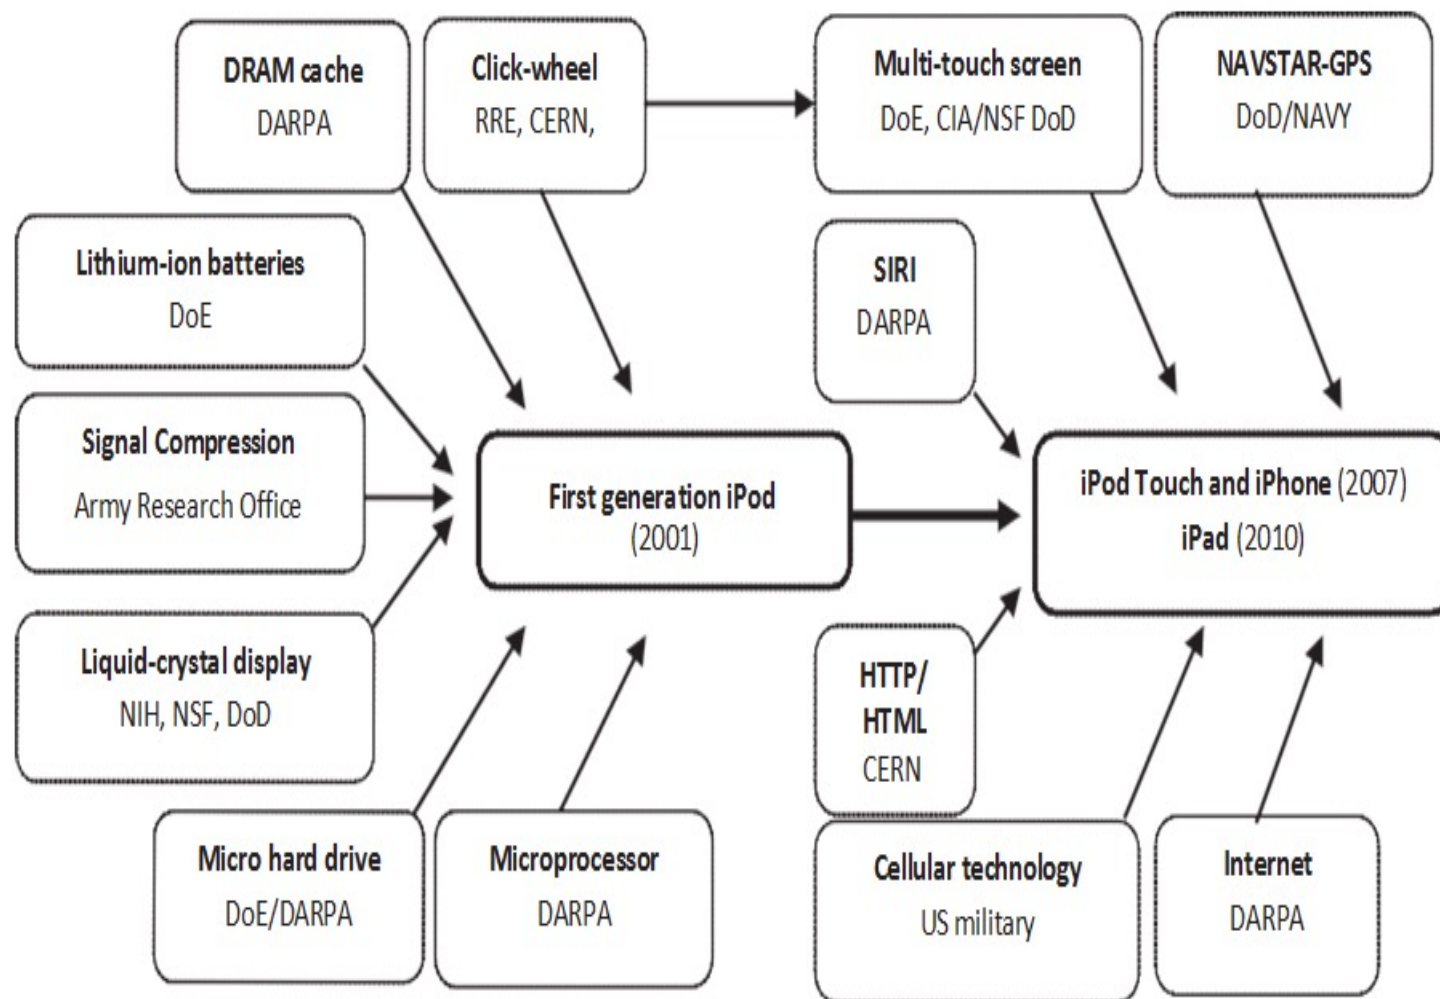 DRAM cache
DARPA
Click-wheel
RRE, CERN,
Multi-touch screen
DoE, CIA/NSF DoD
NAVSTAR-GPS
DoD/NAVY
Lithium-ion batteries
DoE
SIRI
DARPA
Signal Compression
Army Research Office
First generation iPod
(2001)
iPod Touch and iPhone (2007)
iPad (2010)
Liquid-crystal display
NIH, NSF, DoD
HTTP/
HTML
CERN
Micro hard drive
DoE/DARPA
Microprocessor
DARPA
Cellular technology
US military
Internet
DARPA